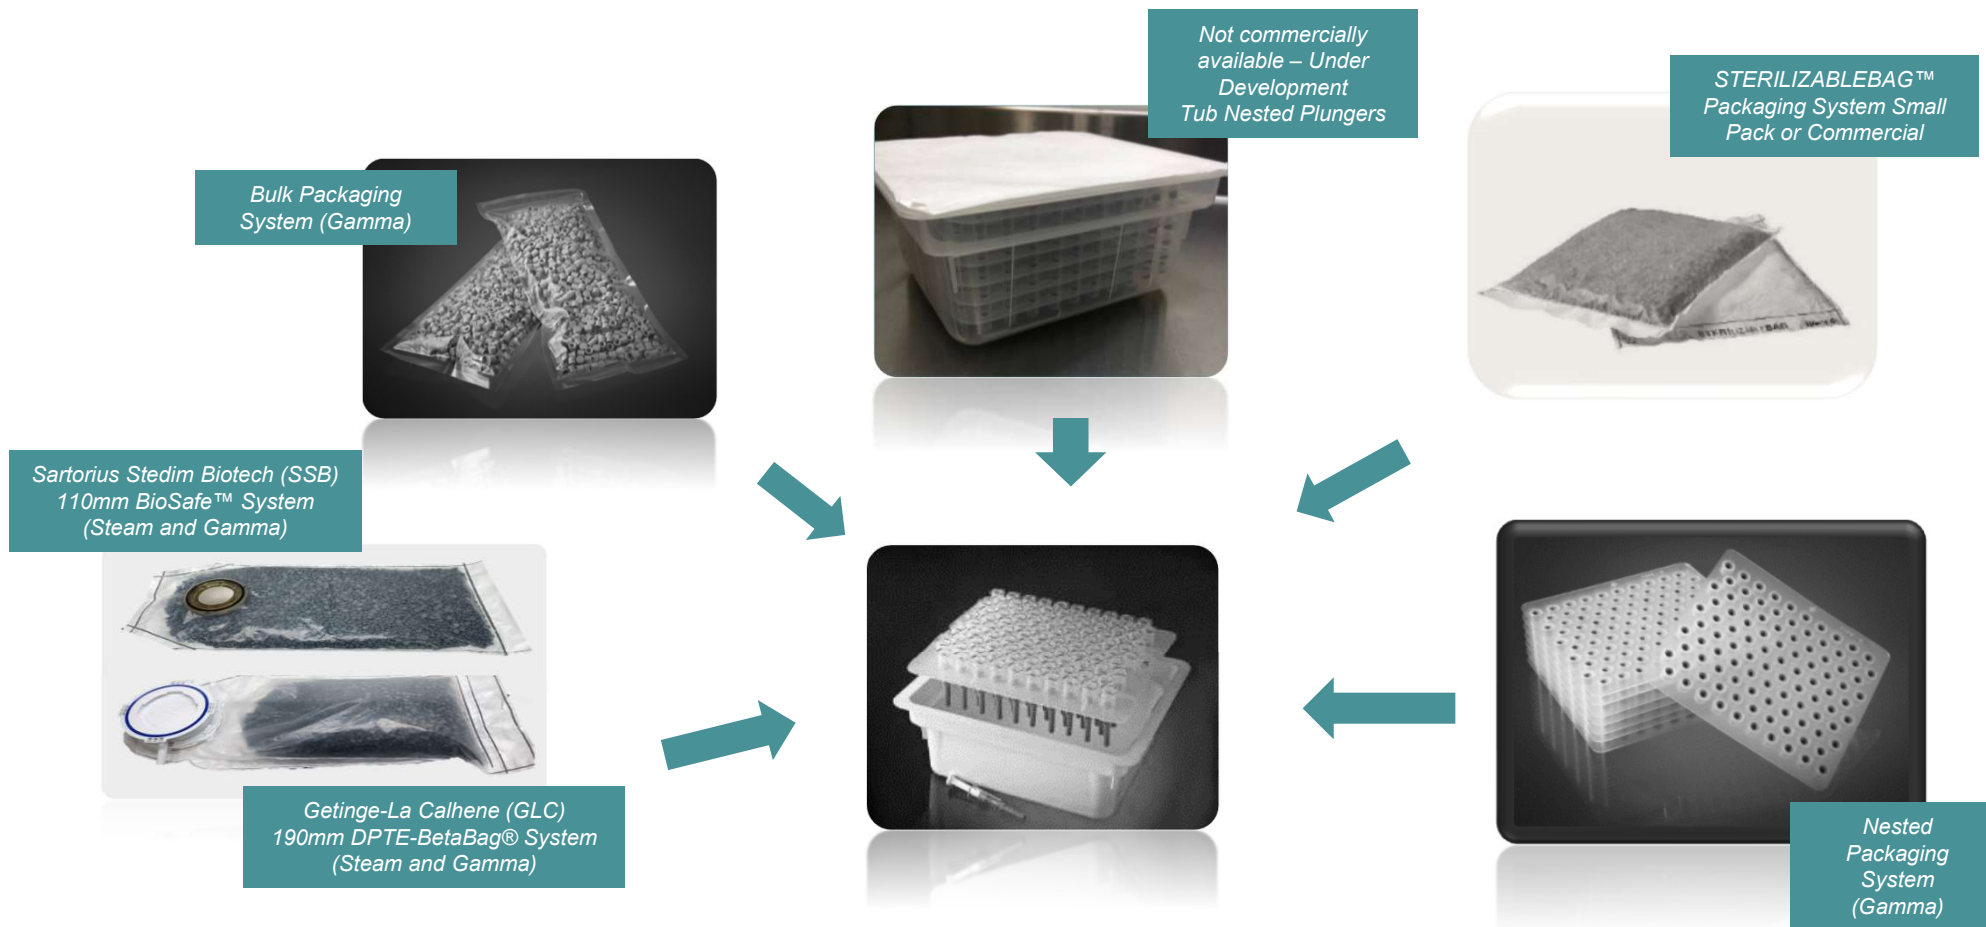 Not commercially
available – Under
Development
Tub Nested Plungers
STERILIZABLEBAG™
Packaging System Small
Pack or Commercial
Bulk Packaging
System (Gamma)
Sartorius Stedim Biotech (SSB)
110mm BioSafe™ System
(Steam and Gamma)
Getinge-La Calhene (GLC)
190mm DPTE-BetaBag® System
(Steam and Gamma)
Nested
Packaging
System
(Gamma)